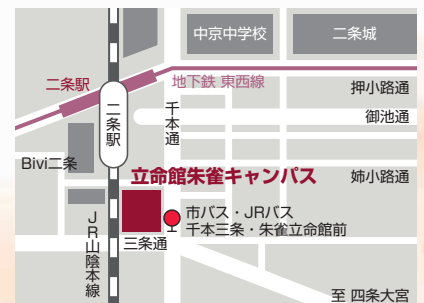 中京中学校
二条城
二条駅
地下鉄 東西線
押小路通
二条駅
千本通
御池通
Bivi二条
立命館朱雀キャンパス
姉小路通
市バス・JRバス
千本三条・朱雀立命館前
JR山陰本線
三条通
至 四条大宮